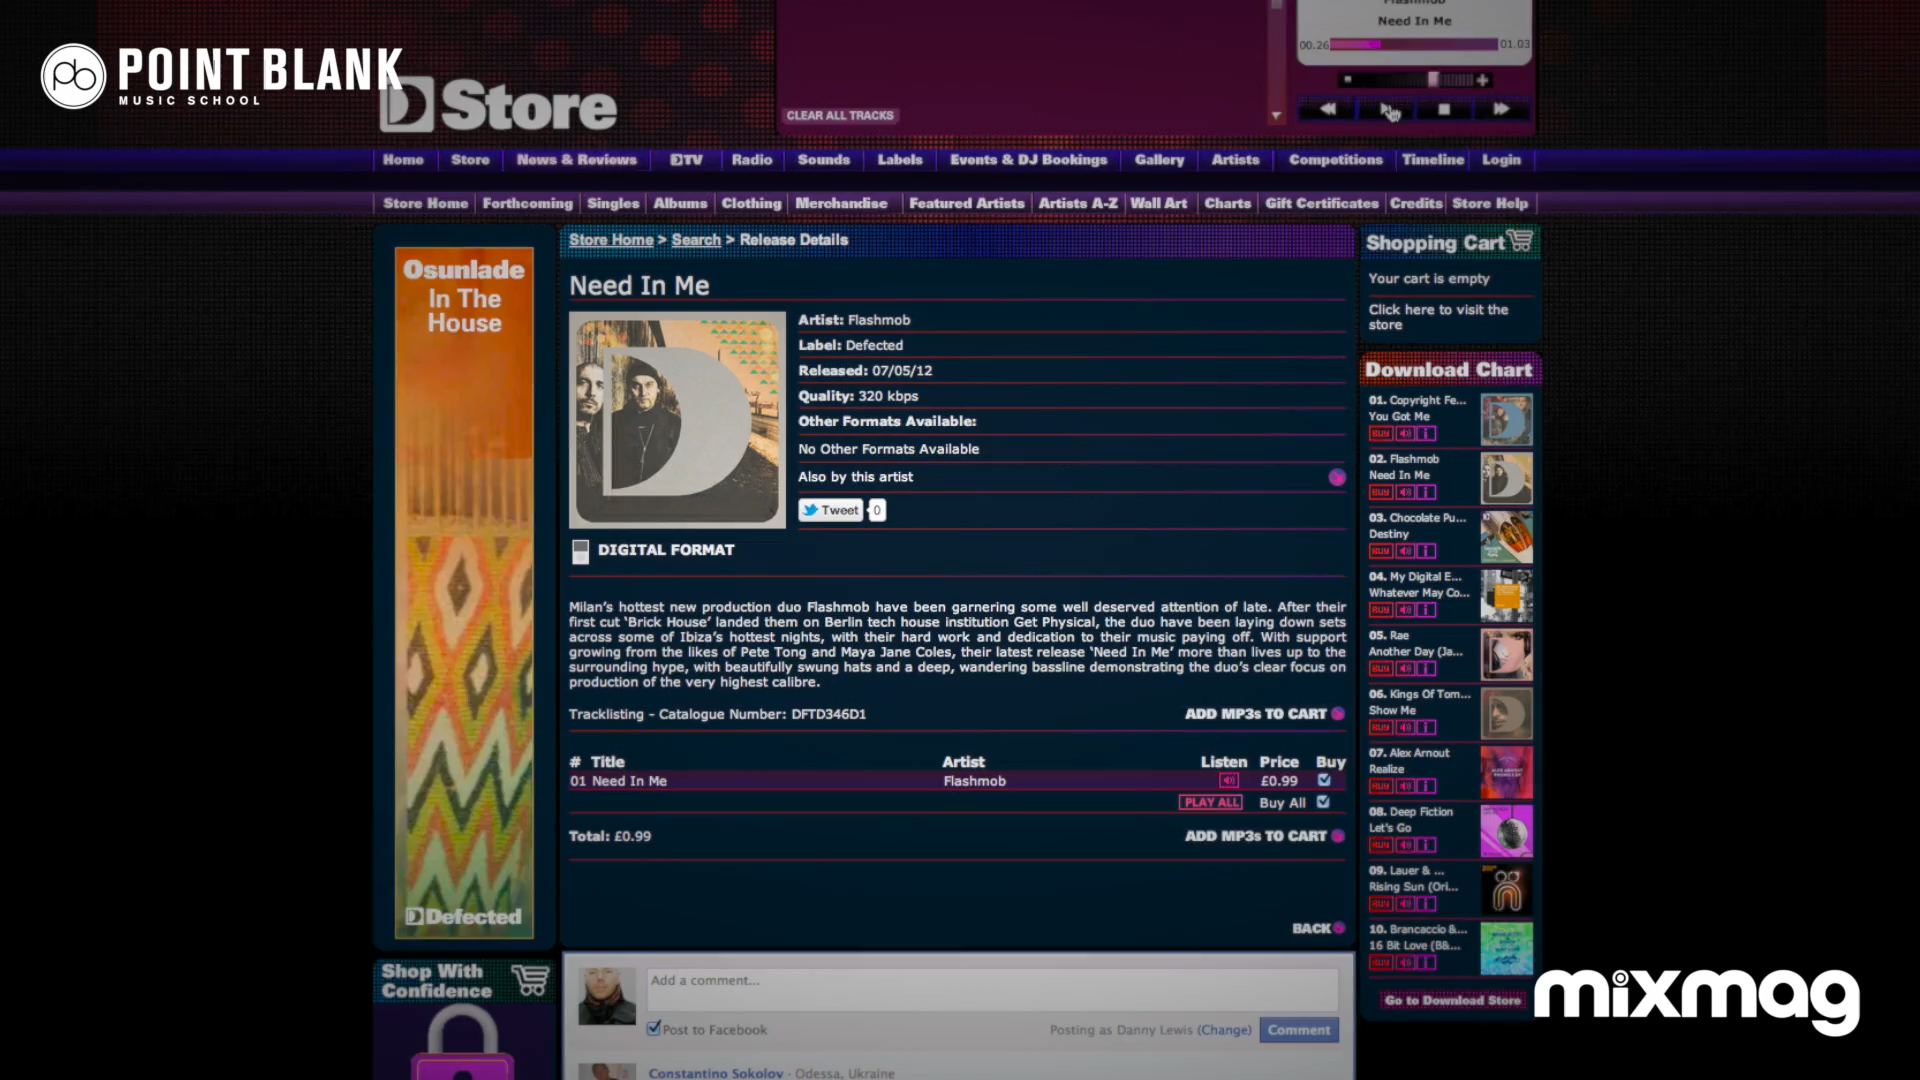 POINT BLANK
MUSIC SCHOOL
Store
Flashmob
Need In Me
00.26
01.03
CLEAR ALL TRACKS
Home Store News & Reviews DTV Radio Sounds Labels Events & DJ Bookings Gallery Artists Competitions Timeline Login
Store Home Forthcoming Singles Albums Clothing Merchandise Featured Artists Artists A-Z Wall Art Charts Gift Certificates Credits Store Help
Osunlade
In The
House
Defected
Shop With
Confidence
Store Home > Search > Release Details
Need In Me
Artist: Flashmob
Label: Defected
Released: 07/05/12
Quality: 320 kbps
Other Formats Available:
No Other Formats Available
Also by this artist
Tweet 0
DIGITAL FORMAT
Milan's hottest new production duo Flashmob have been garnering some well deserved attention of late. After their
first cut 'Brick House' landed them on Berlin tech house institution Get Physical, the duo have been laying down sets
across some of Ibiza's hottest nights, with their hard work and dedication to their music paying off. With support
growing from the likes of Pete Tong and Maya Jane Coles, their latest release 'Need In Me' more than lives up to the
surrounding hype, with beautifully swung hats and a deep, wandering bassline demonstrating the duo's clear focus on
production of the very highest calibre.
Tracklisting - Catalogue Number: DFTD346D1
ADD MP3s TO CART
# Title Artist Listen Price Buy
01 Need In Me Flashmob £0.99
PLAY ALL Buy All
Total: £0.99
ADD MP3s TO CART
BACK
Add a comment...
Post to Facebook
Posting as Danny Lewis (Change) Comment
Constantino Sokolov · Odessa, Ukraine
Shopping Cart
Your cart is empty
Click here to visit the
store
Download Chart
01. Copyright Fe...
You Got Me
BUY
02. Flashmob
Need In Me
BUY
03. Chocolate Pu...
Destiny
BUY
04. My Digital E...
Whatever May Co...
BUY
05. Rae
Another Day (Ja...
BUY
06. Kings Of Tom...
Show Me
BUY
07. Alex Arnout
Realize
BUY
08. Deep Fiction
Let's Go
BUY
09. Lauer & ...
Rising Sun (Ori...
BUY
10. Brancaccio &...
16 Bit Love (B&...
BUY
Go to Download Store
mixmag